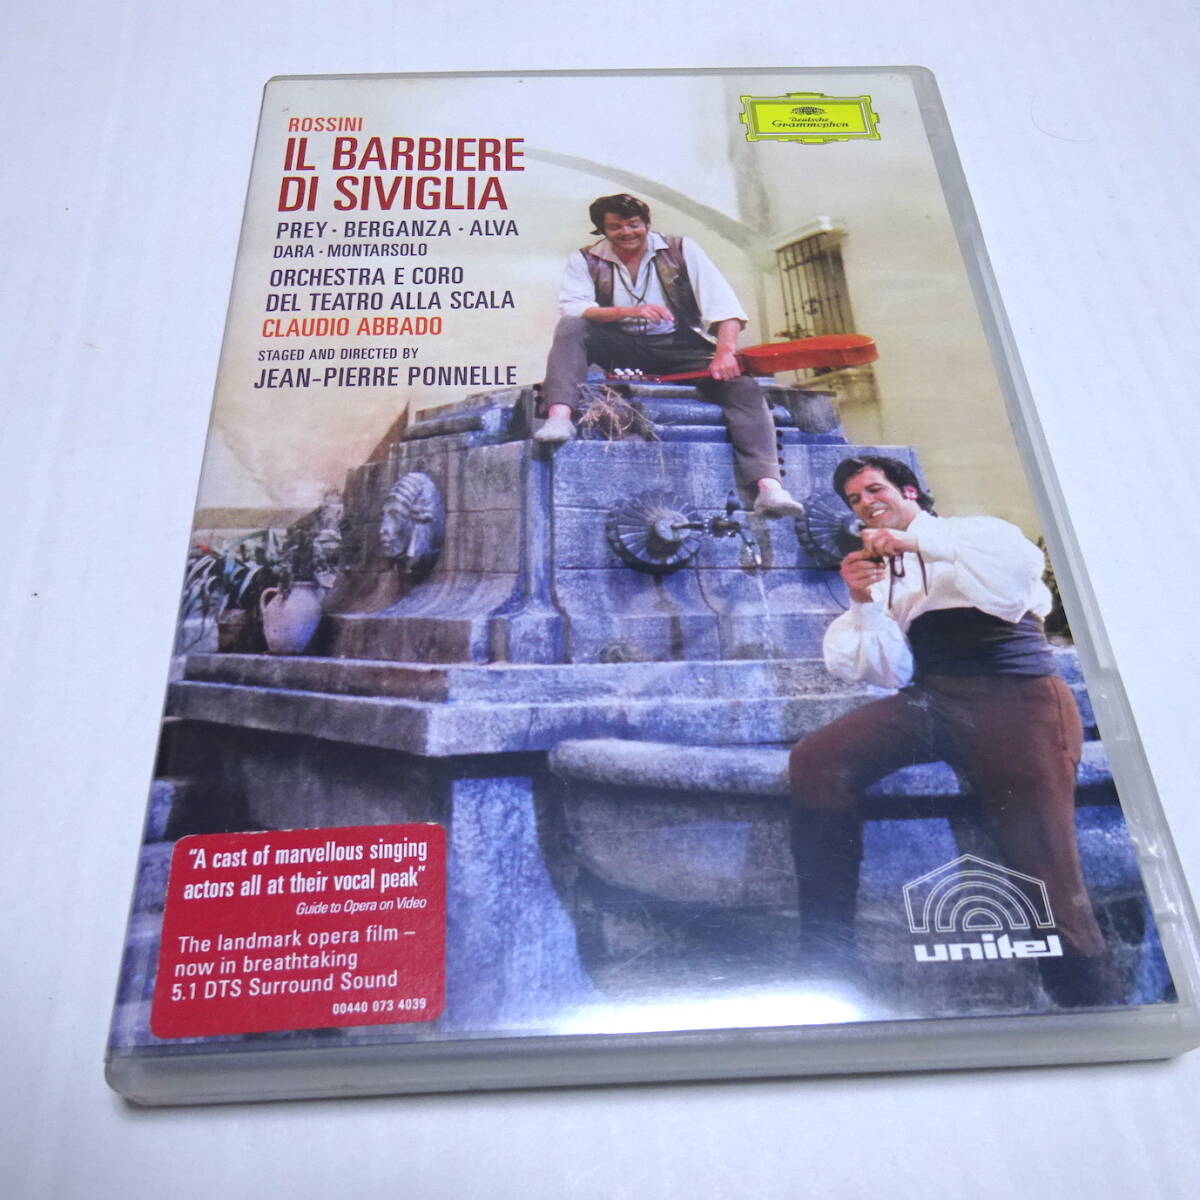 ROSSINI
IL BARBIERE
DI SIVIGLIA
PREY · BERGANZA · ALVA
DARA · MONTARSOLO
ORCHESTRA E CORO
DEL TEATRO ALLA SCALA
CLAUDIO ABBADO
STAGED AND DIRECTED BY
JEAN-PIERRE PONNELLE
Deutsche
Grammophon
"A cast of marvellous singing
actors all at their vocal peak"
Guide to Opera on Video
The landmark opera film –
now in breathtaking
5.1 DTS Surround Sound
00440 073 4039
unitel